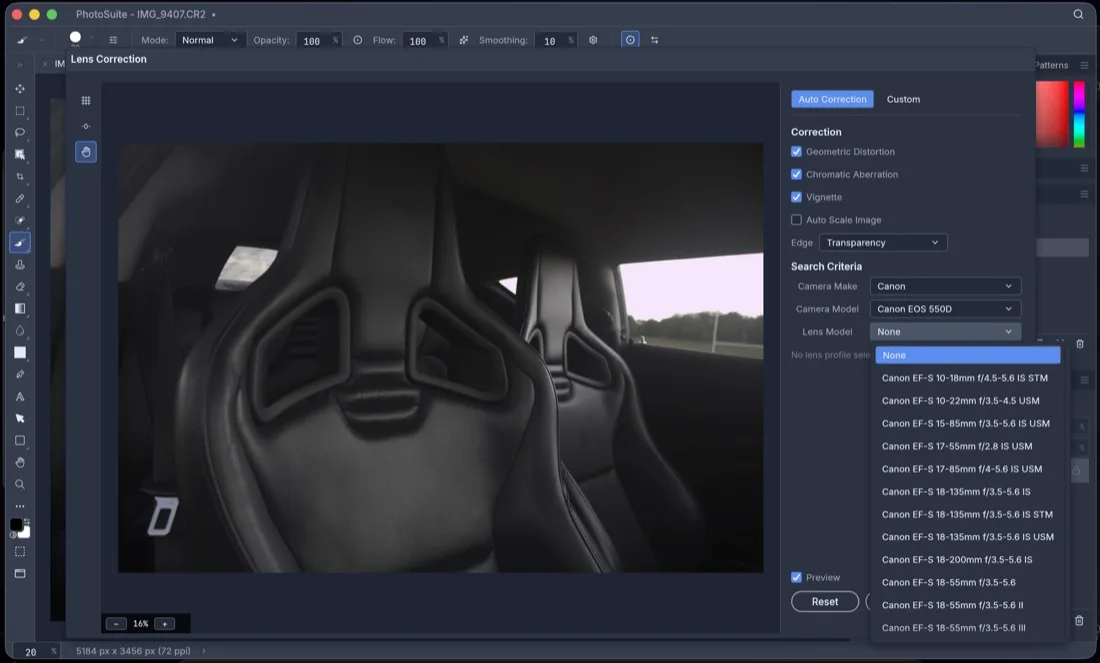 PhotoSuite - IMG_9407.CR2 •
Mode: Normal Opacity: 100 % Flow: 100 % Smoothing: 10 %
Lens Correction
IM
Patterns
Auto Correction Custom
Correction
Geometric Distortion
Chromatic Aberration
Vignette
Auto Scale Image
Edge Transparency
Search Criteria
Camera Make Canon
Camera Model Canon EOS 550D
Lens Model None
No lens profile sele
None
Canon EF-S 10-18mm f/4.5-5.6 IS STM
Canon EF-S 10-22mm f/3.5-4.5 USM
Canon EF-S 15-85mm f/3.5-5.6 IS USM
Canon EF-S 17-55mm f/2.8 IS USM
Canon EF-S 17-85mm f/4-5.6 IS USM
Canon EF-S 18-135mm f/3.5-5.6 IS
Canon EF-S 18-135mm f/3.5-5.6 IS STM
Canon EF-S 18-135mm f/3.5-5.6 IS USM
Canon EF-S 18-200mm f/3.5-5.6 IS
Canon EF-S 18-55mm f/3.5-5.6
Canon EF-S 18-55mm f/3.5-5.6 II
Canon EF-S 18-55mm f/3.5-5.6 III
Preview
Reset
− 16% +
20 % 5184 px x 3456 px (72 ppi)